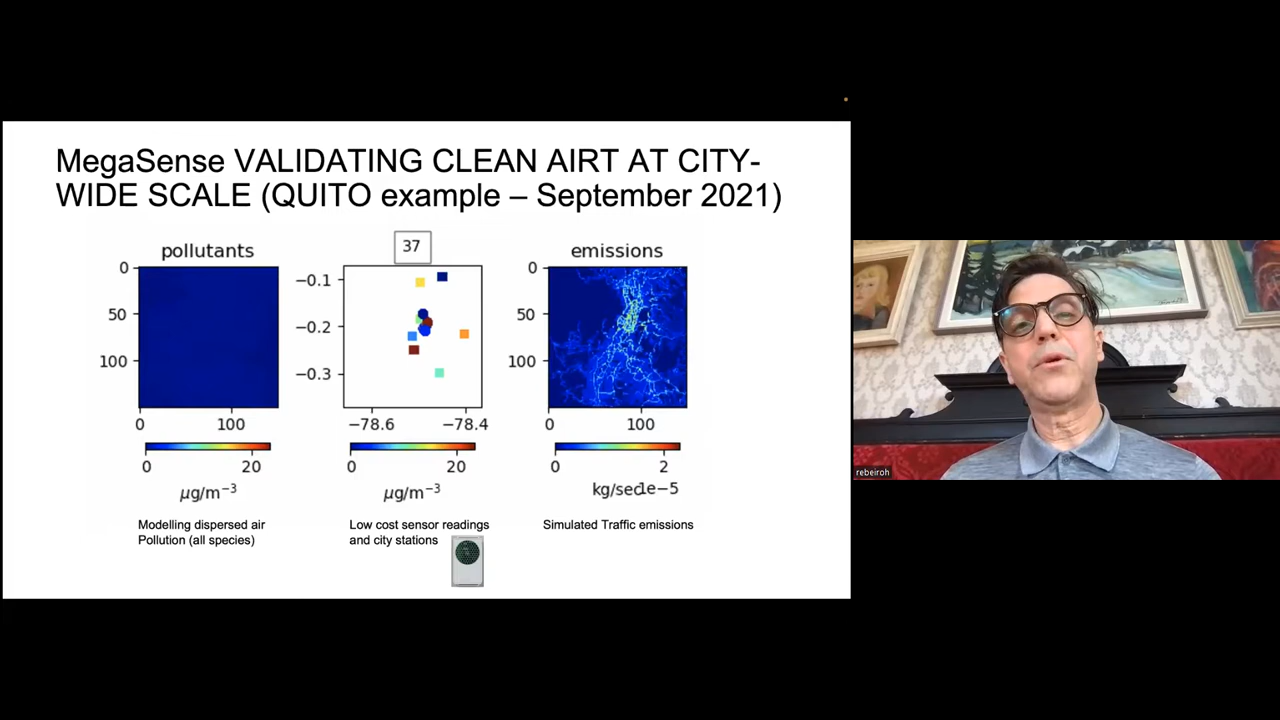 MegaSense VALIDATING CLEAN AIRT AT CITY-
WIDE SCALE (QUITO example – September 2021)
pollutants
37
emissions
0
50
100
0
100
−0.1
−0.2
−0.3
−78.6
−78.4
0
50
100
0
100
0
20
0
20
0
2
μg/m⁻³
μg/m⁻³
kg/sec1e−5
Modelling dispersed air
Pollution (all species)
Low cost sensor readings
and city stations
Simulated Traffic emissions
rebeiroh